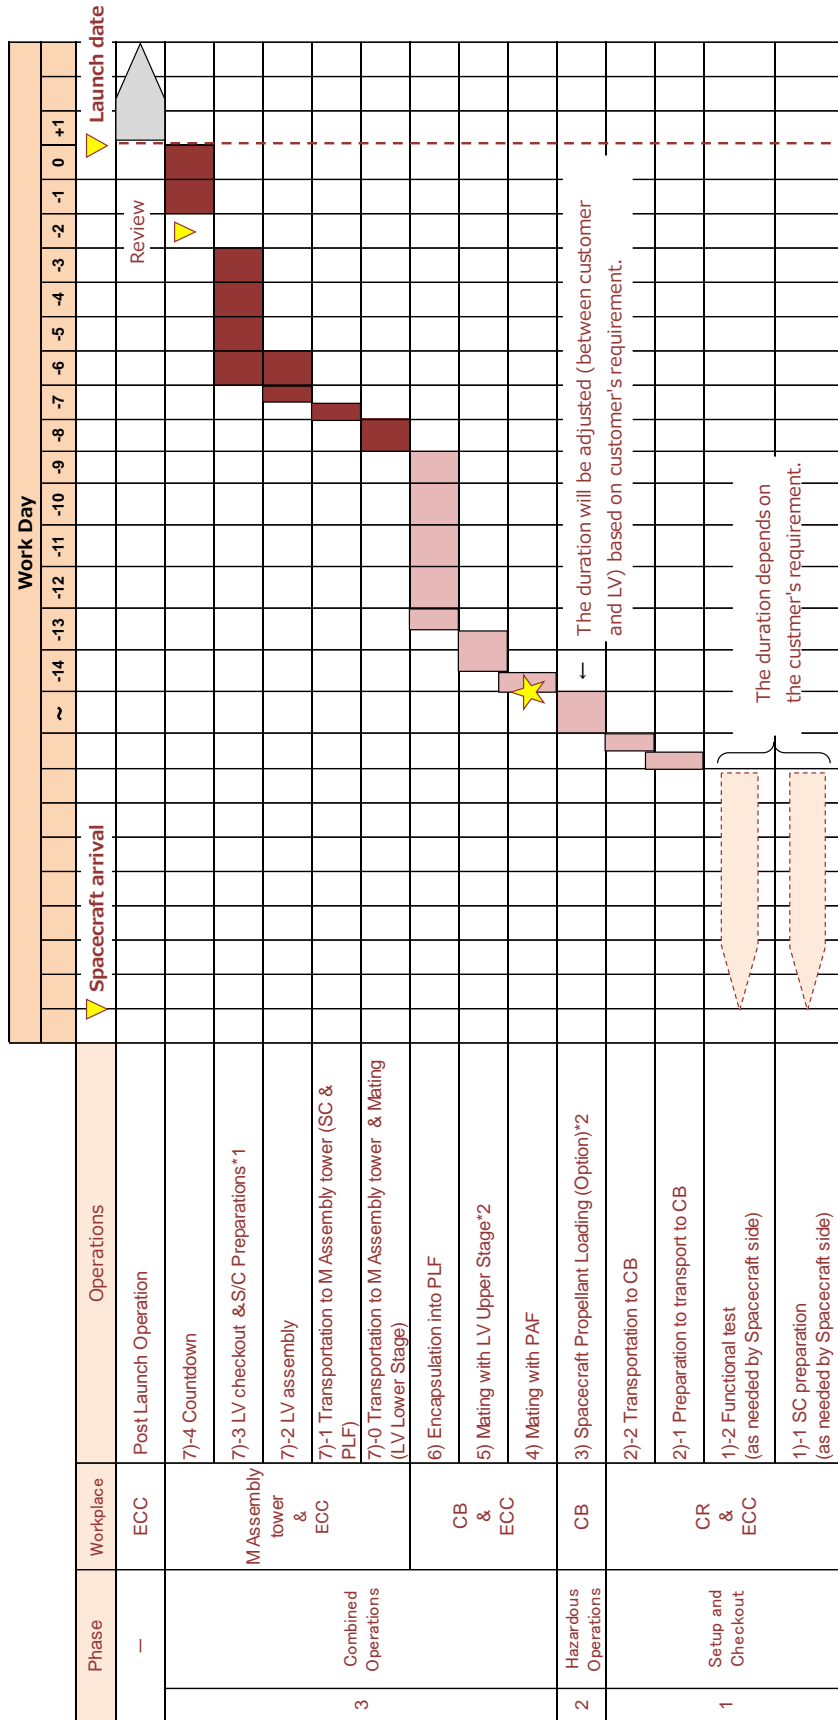 Work Day
~
-14
-13
-12
-11
-10
-9
-8
-7
-6
-5
-4
-3
-2
-1
0
+1
Phase
Workplace
Operations
Spacecraft arrival
Launch date
—
ECC
Post Launch Operation
Review
3
Combined
Operations
M Assembly
tower
&
ECC
7)-4 Countdown
7)-3 LV checkout & S/C Preparations*1
7)-2 LV assembly
7)-1 Transportation to M Assembly tower (SC &
PLF)
7)-0 Transportation to M Assembly tower & Mating
(LV Lower Stage)
CB
&
ECC
6) Encapsulation into PLF
5) Mating with LV Upper Stage*2
4) Mating with PAF
2
Hazardous
Operations
CB
3) Spacecraft Propellant Loading (Option)*2
←
The duration will be adjusted (between customer
and LV) based on customer's requirement.
1
Setup and
Checkout
CR
&
ECC
2)-2 Transportation to CB
2)-1 Preparation to transport to CB
1)-2 Functional test
(as needed by Spacecraft side)
1)-1 SC preparation
(as needed by Spacecraft side)
The duration depends on
the custmer's requirement.